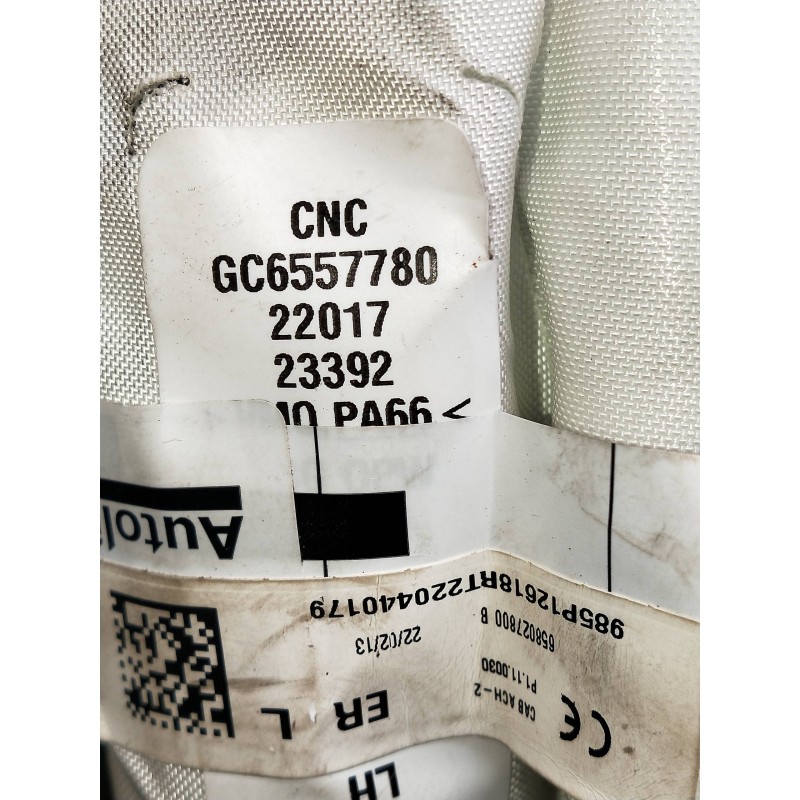 CNC
GC6557780
22017
23392
PA66<
LH
ER L
CE
CAB ACH-2
P1.11.0030
22/02/13
658027800 B
985P12618RT220440179